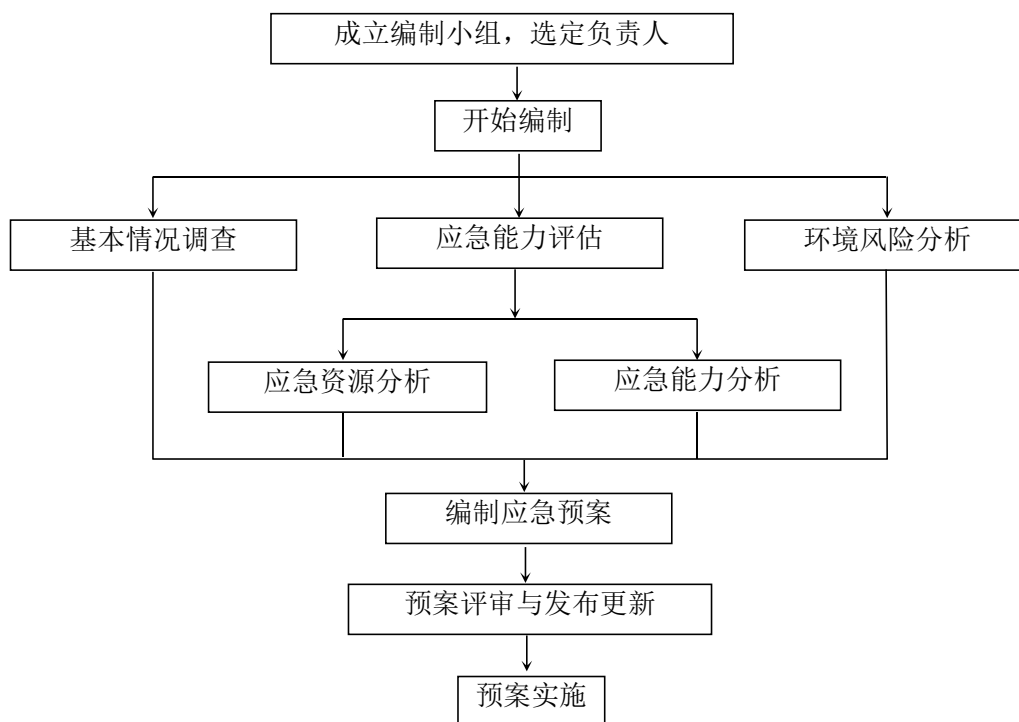 成立编制小组，选定负责人
开始编制
基本情况调查
应急能力评估
环境风险分析
应急资源分析
应急能力分析
编制应急预案
预案评审与发布更新
预案实施